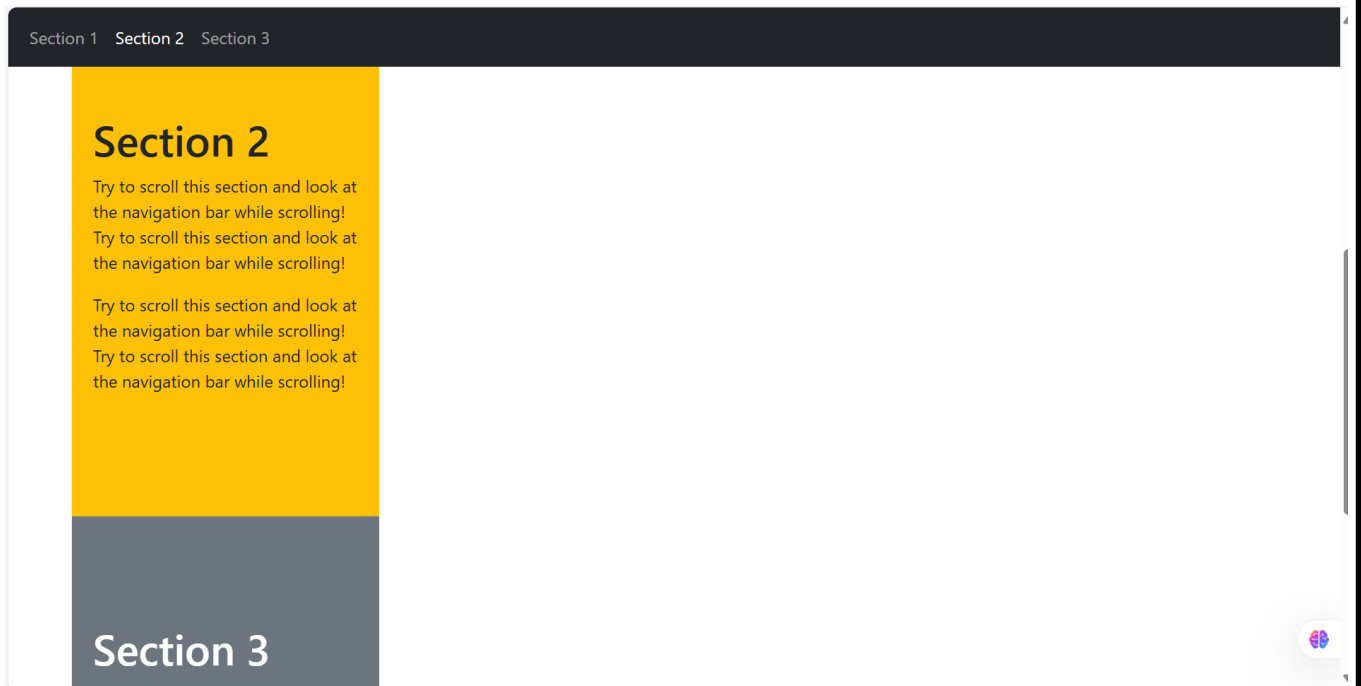 Section 1 Section 2 Section 3
Section 2
Try to scroll this section and look at
the navigation bar while scrolling!
Try to scroll this section and look at
the navigation bar while scrolling!
Try to scroll this section and look at
the navigation bar while scrolling!
Try to scroll this section and look at
the navigation bar while scrolling!
Section 3